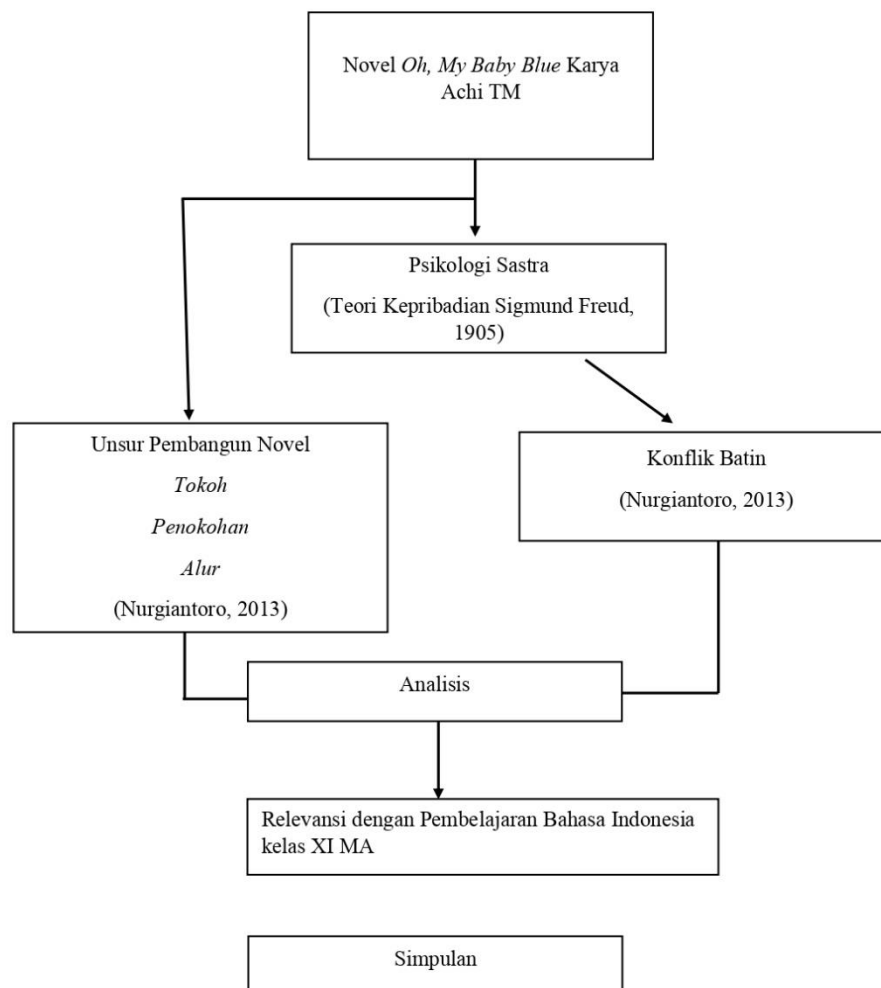 Novel Oh, My Baby Blue Karya
Achi TM
Psikologi Sastra
(Teori Kepribadian Sigmund Freud,
1905)
Unsur Pembangun Novel
Tokoh
Penokohan
Alur
(Nurgiantoro, 2013)
Konflik Batin
(Nurgiantoro, 2013)
Analisis
Relevansi dengan Pembelajaran Bahasa Indonesia
kelas XI MA
Simpulan